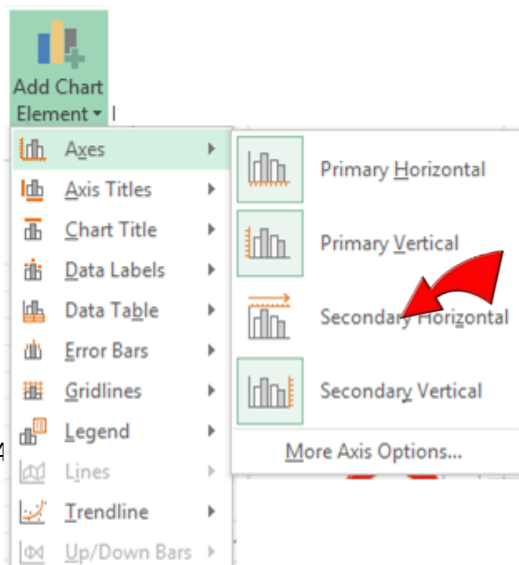 Add Chart
Element
Axes
Axis Titles
Chart Title
Data Labels
Data Table
Error Bars
Gridlines
Legend
Lines
Trendline
Up/Down Bars
Primary Horizontal
Primary Vertical
Secondary Horizontal
Secondary Vertical
More Axis Options...
4